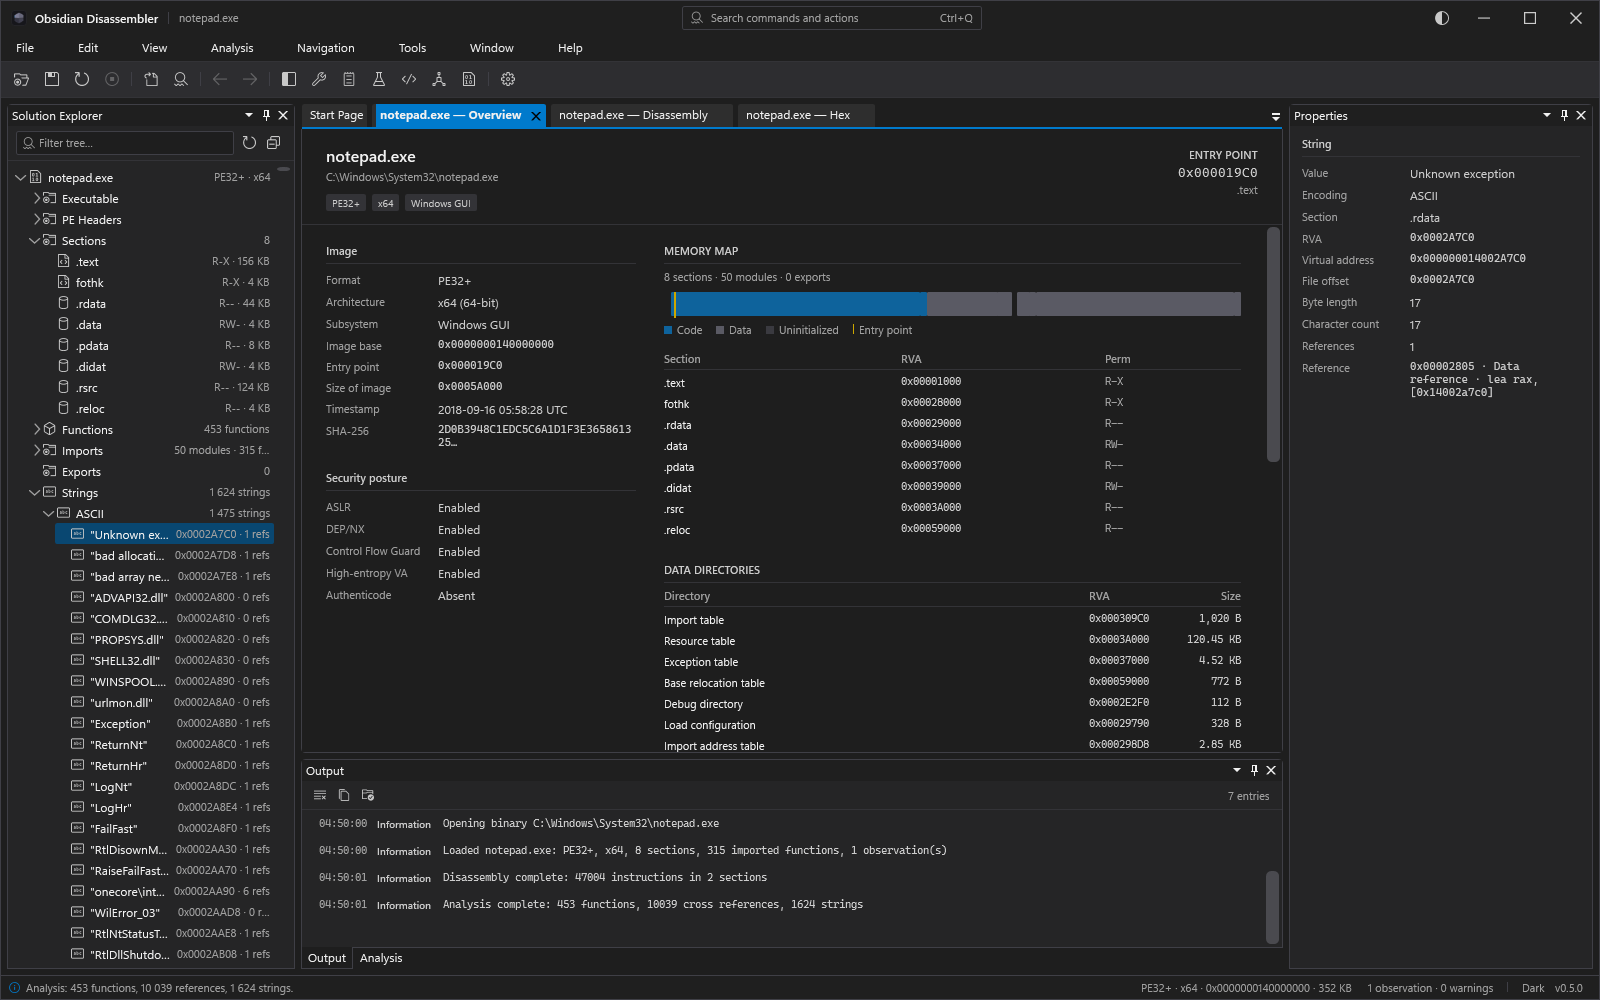 Obsidian Disassembler notepad.exe Search commands and actions Ctrl+Q
File Edit View Analysis Navigation Tools Window Help
Solution Explorer
Filter tree...
notepad.exe PE32+ · x64
Executable
PE Headers
Sections 8
.text R-X · 156 KB
fothk R-X · 4 KB
.rdata R-- · 44 KB
.data RW- · 4 KB
.pdata R-- · 8 KB
.didat RW- · 4 KB
.rsrc R-- · 124 KB
.reloc R-- · 4 KB
Functions 453 functions
Imports 50 modules · 315 f...
Exports 0
Strings 1 624 strings
ASCII 1 475 strings
"Unknown ex... 0x0002A7C0 · 1 refs
"bad allocati... 0x0002A7D8 · 1 refs
"bad array ne... 0x0002A7E8 · 1 refs
"ADVAPI32.dll" 0x0002A800 · 0 refs
"COMDLG32.... 0x0002A810 · 0 refs
"PROPSYS.dll" 0x0002A820 · 0 refs
"SHELL32.dll" 0x0002A830 · 0 refs
"WINSPOOL.... 0x0002A890 · 0 refs
"urlmon.dll" 0x0002A8A0 · 0 refs
"Exception" 0x0002A8B0 · 1 refs
"ReturnNt" 0x0002A8C0 · 1 refs
"ReturnHr" 0x0002A8D0 · 1 refs
"LogNt" 0x0002A8DC · 1 refs
"LogHr" 0x0002A8E4 · 1 refs
"FailFast" 0x0002A8F0 · 1 refs
"RtlDisownM... 0x0002AA30 · 1 refs
"RaiseFailFast... 0x0002AA70 · 1 refs
"onecore\int... 0x0002AA90 · 6 refs
"WilError_03" 0x0002AAD8 · 0 r...
"RtlNtStatusT... 0x0002AAE8 · 1 refs
"RtlDllShutdo... 0x0002AB08 · 1 refs
Start Page notepad.exe — Overview notepad.exe — Disassembly notepad.exe — Hex
notepad.exe
C:\Windows\System32\notepad.exe
PE32+ x64 Windows GUI
ENTRY POINT
0x000019C0
.text
Image
Format PE32+
Architecture x64 (64-bit)
Subsystem Windows GUI
Image base 0x0000000140000000
Entry point 0x000019C0
Size of image 0x0005A000
Timestamp 2018-09-16 05:58:28 UTC
SHA-256 2D0B3948C1EDC5C6A1D1F3E3658613
25…
Security posture
ASLR Enabled
DEP/NX Enabled
Control Flow Guard Enabled
High-entropy VA Enabled
Authenticode Absent
MEMORY MAP
8 sections · 50 modules · 0 exports
Code Data Uninitialized Entry point
Section RVA Perm
.text 0x00001000 R-X
fothk 0x00028000 R-X
.rdata 0x00029000 R--
.data 0x00034000 RW-
.pdata 0x00037000 R--
.didat 0x00039000 RW-
.rsrc 0x0003A000 R--
.reloc 0x00059000 R--
DATA DIRECTORIES
Directory RVA Size
Import table 0x000309C0 1,020 B
Resource table 0x0003A000 120.45 KB
Exception table 0x00037000 4.52 KB
Base relocation table 0x00059000 772 B
Debug directory 0x0002E2F0 112 B
Load configuration 0x00029790 328 B
Import address table 0x000298D8 2.85 KB
Output
7 entries
04:50:00 Information Opening binary C:\Windows\System32\notepad.exe
04:50:00 Information Loaded notepad.exe: PE32+, x64, 8 sections, 315 imported functions, 1 observation(s)
04:50:01 Information Disassembly complete: 47004 instructions in 2 sections
04:50:01 Information Analysis complete: 453 functions, 10039 cross references, 1624 strings
Output Analysis
Properties
String
Value Unknown exception
Encoding ASCII
Section .rdata
RVA 0x0002A7C0
Virtual address 0x000000014002A7C0
File offset 0x0002A7C0
Byte length 17
Character count 17
References 1
Reference 0x00002805 · Data
reference · lea rax,
[0x14002a7c0]
Analysis: 453 functions, 10 039 references, 1 624 strings. PE32+ · x64 · 0x0000000140000000 · 352 KB 1 observation · 0 warnings Dark v0.5.0